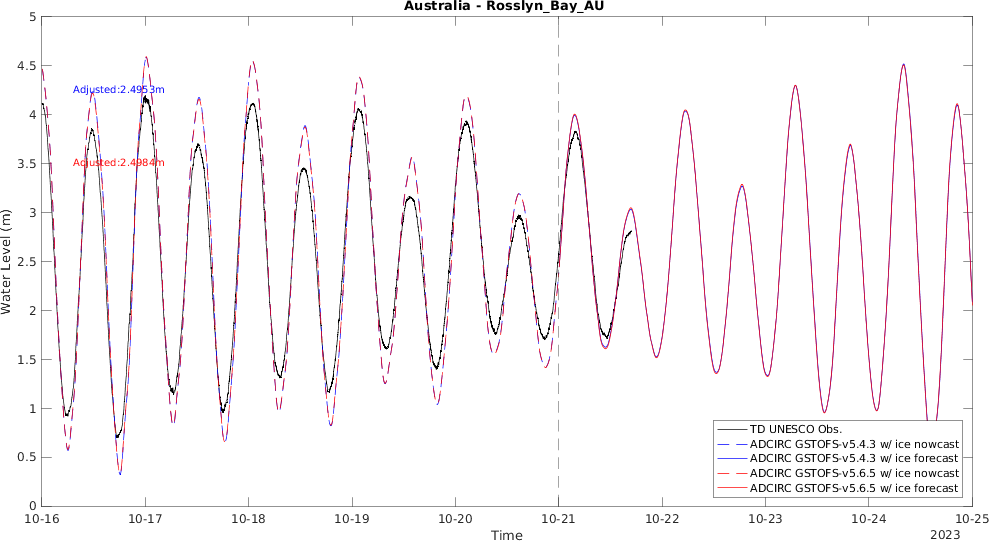 Australia - Rosslyn_Bay_AU
5
4.5
4
3.5
3
2.5
2
1.5
1
0.5
0
Water Level (m)
Adjusted:2.4953m
Adjusted:2.4984m
TD UNESCO Obs.
ADCIRC GSTOFS-v5.4.3 w/ ice nowcast
ADCIRC GSTOFS-v5.4.3 w/ ice forecast
ADCIRC GSTOFS-v5.6.5 w/ ice nowcast
ADCIRC GSTOFS-v5.6.5 w/ ice forecast
10-16 10-17 10-18 10-19 10-20 10-21 10-22 10-23 10-24 10-25
Time
2023